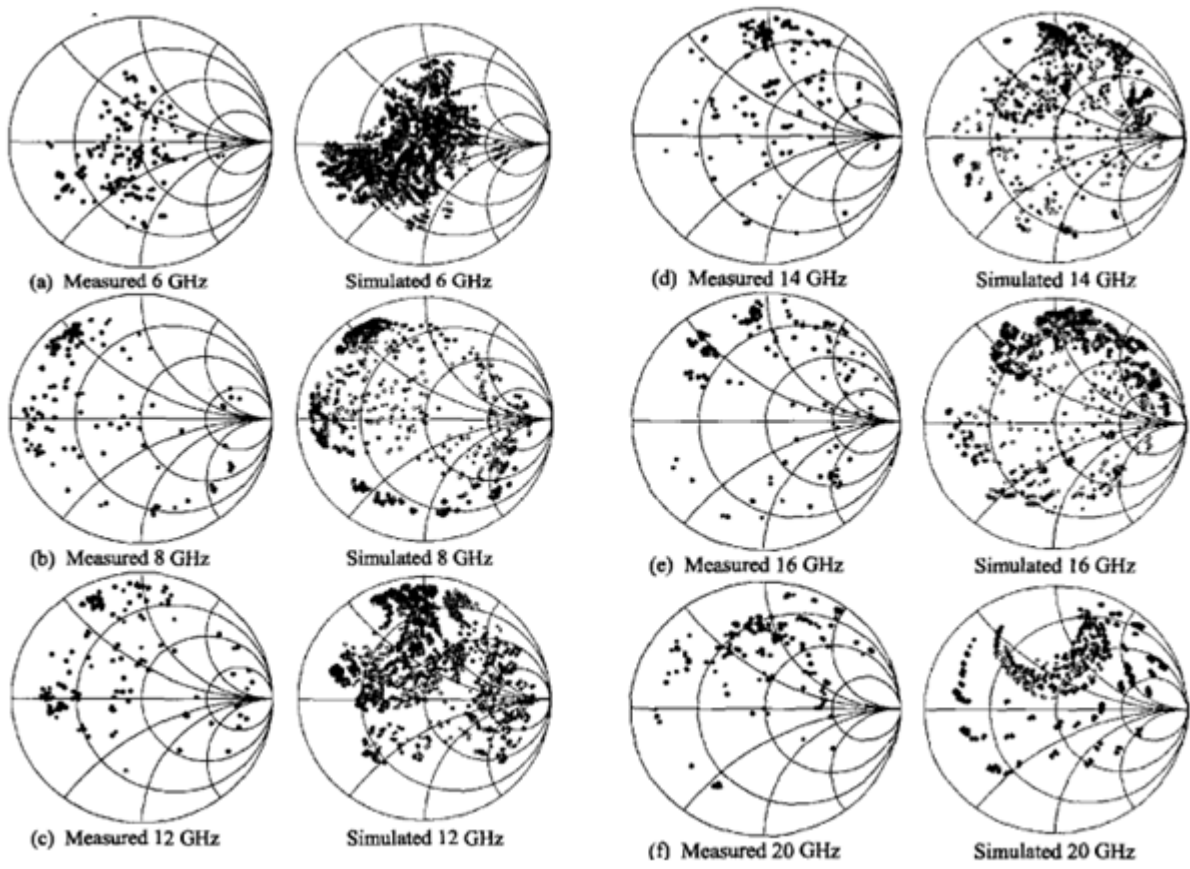 (a) Measured 6 GHz
Simulated 6 GHz
(b) Measured 8 GHz
Simulated 8 GHz
(c) Measured 12 GHz
Simulated 12 GHz
(d) Measured 14 GHz
Simulated 14 GHz
(e) Measured 16 GHz
Simulated 16 GHz
(f) Measured 20 GHz
Simulated 20 GHz